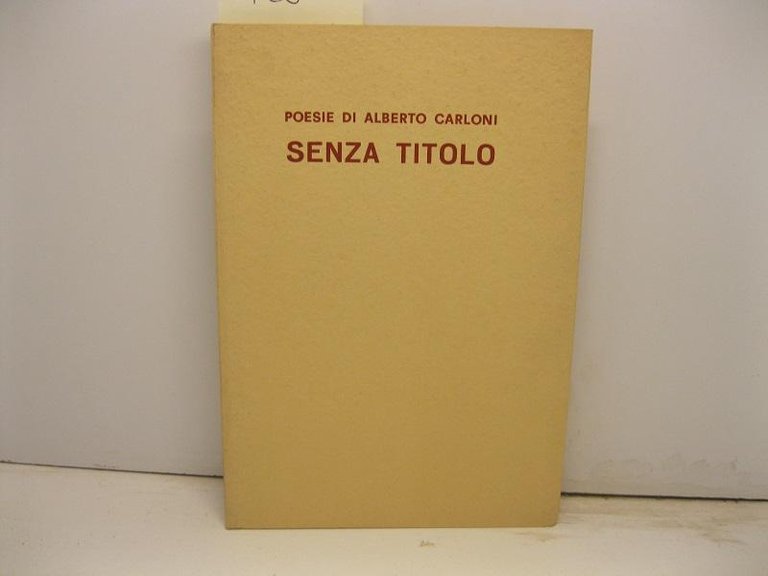 POESIE DI ALBERTO CARLONI
SENZA TITOLO